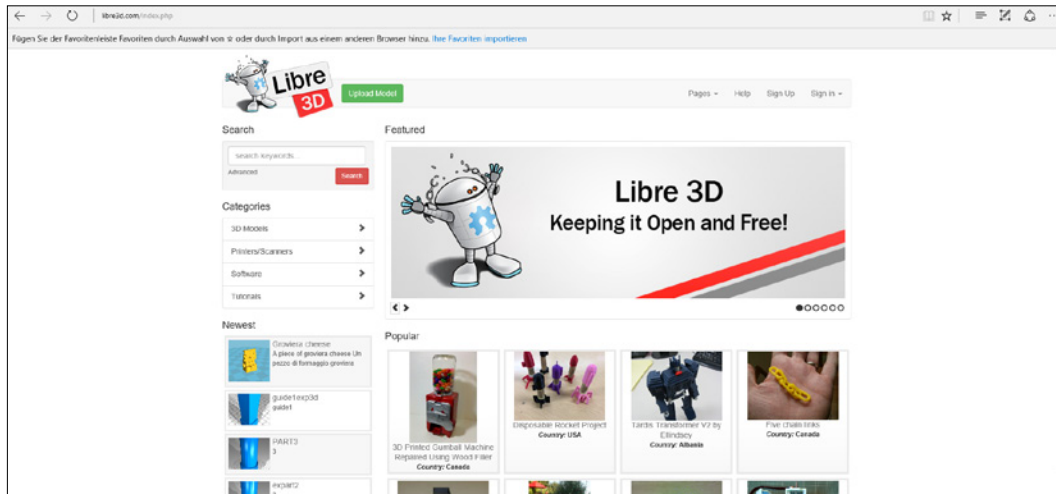 libre3d.com/index.php
Fügen Sie der Favoritenleiste Favoriten durch Auswahl von ☆ oder durch Import aus einem anderen Browser hinzu. Ihre Favoriten importieren
Libre
3D
Upload Model
Pages
Help
Sign Up
Sign in
Search
search keywords...
Advanced
Search
Categories
3D Models
Printers/Scanners
Software
Tutorials
Newest
Groviera cheese
A piece of groviera cheese Un
pezzo di formaggio groviera
guide1exp3d
guide1
PART3
3
expart2
Featured
Libre 3D
Keeping it Open and Free!
Popular
3D Printed Gumball Machine
Repaired Using Wood Filler
Country: Canada
Disposable Rocket Project
Country: USA
Tardis Transformer V2 by
Ellindsey
Country: Albania
Five chain links
Country: Canada